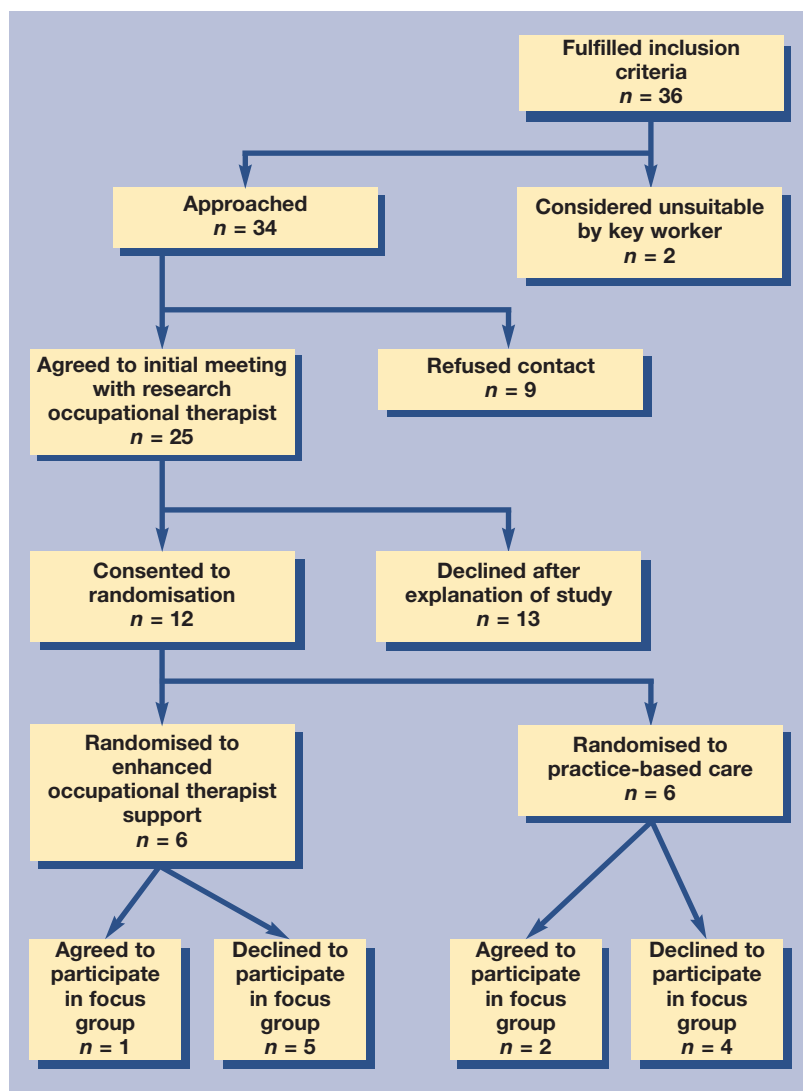 Fulfilled inclusion
criteria
n = 36
Approached
n = 34
Considered unsuitable
by key worker
n = 2
Agreed to initial meeting
with research
occupational therapist
n = 25
Refused contact
n = 9
Consented to
randomisation
n = 12
Declined after
explanation of study
n = 13
Randomised to
enhanced
occupational therapist
support
n = 6
Randomised to
practice-based care
n = 6
Agreed to
participate
in focus
group
n = 1
Declined to
participate
in focus
group
n = 5
Agreed to
participate
in focus
group
n = 2
Declined to
participate
in focus
group
n = 4